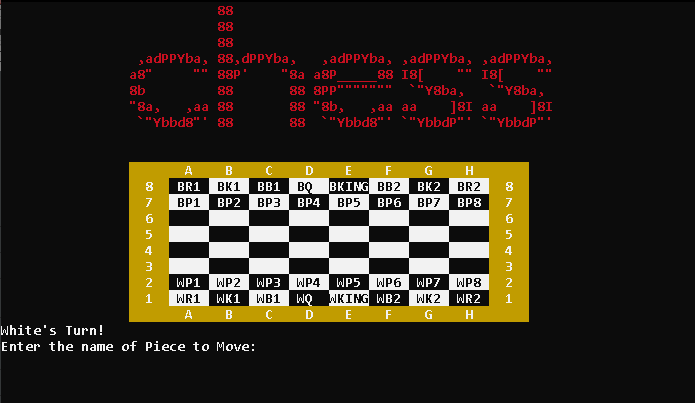 chess
A B C D E F G H
8 BR1 BK1 BB1 BQ BKING BB2 BK2 BR2 8
7 BP1 BP2 BP3 BP4 BP5 BP6 BP7 BP8 7
6 6
5 5
4 4
3 3
2 WP1 WP2 WP3 WP4 WP5 WP6 WP7 WP8 2
1 WR1 WK1 WB1 WQ WKING WB2 WK2 WR2 1
A B C D E F G H
White's Turn!
Enter the name of Piece to Move: